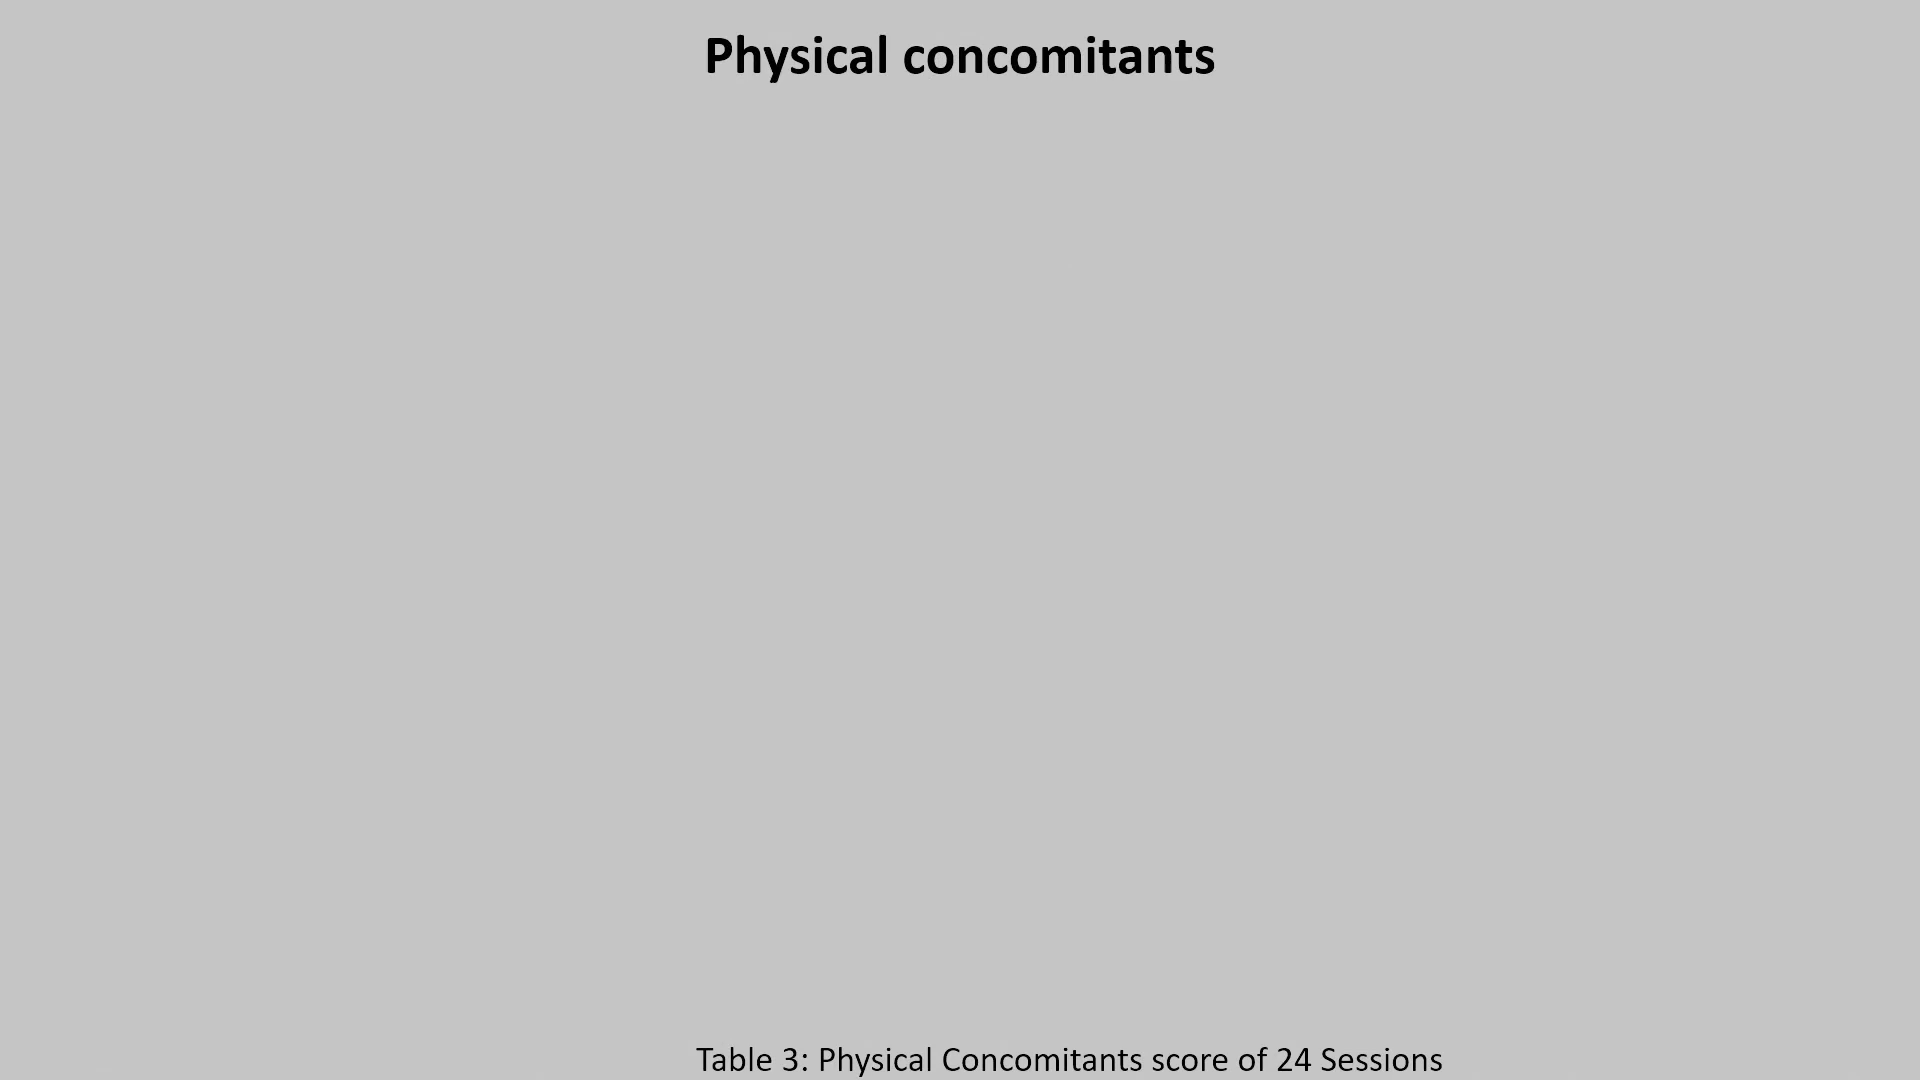 Physical concomitants
Table 3: Physical Concomitants score of 24 Sessions